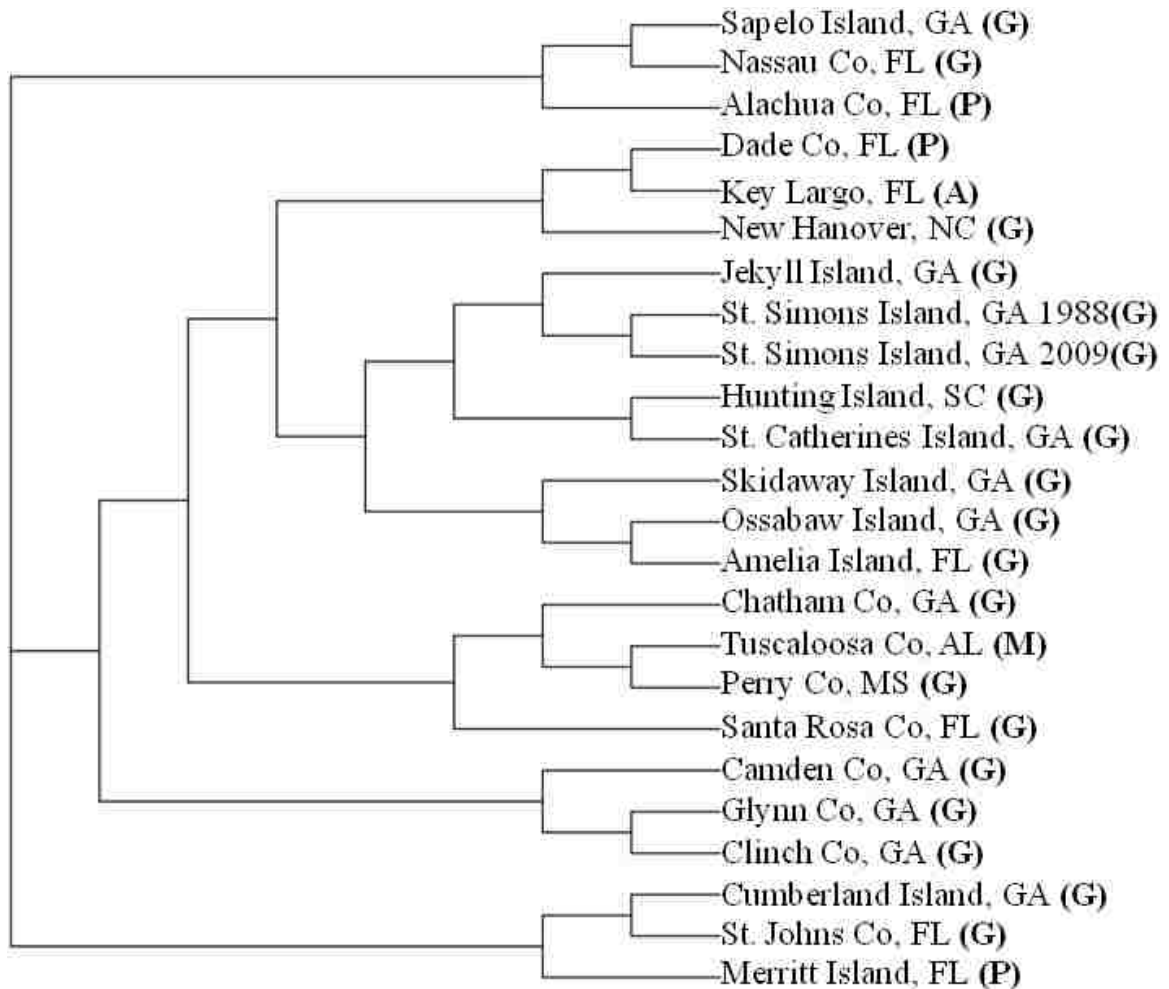 Sapelo Island, GA (G)
Nassau Co, FL (G)
Alachua Co, FL (P)
Dade Co, FL (P)
Key Largo, FL (A)
New Hanover, NC (G)
Jekyll Island, GA (G)
St. Simons Island, GA 1988(G)
St. Simons Island, GA 2009(G)
Hunting Island, SC (G)
St. Catherines Island, GA (G)
Skidaway Island, GA (G)
Ossabaw Island, GA (G)
Amelia Island, FL (G)
Chatham Co, GA (G)
Tuscaloosa Co, AL (M)
Perry Co, MS (G)
Santa Rosa Co, FL (G)
Camden Co, GA (G)
Glynn Co, GA (G)
Clinch Co, GA (G)
Cumberland Island, GA (G)
St. Johns Co, FL (G)
Merritt Island, FL (P)